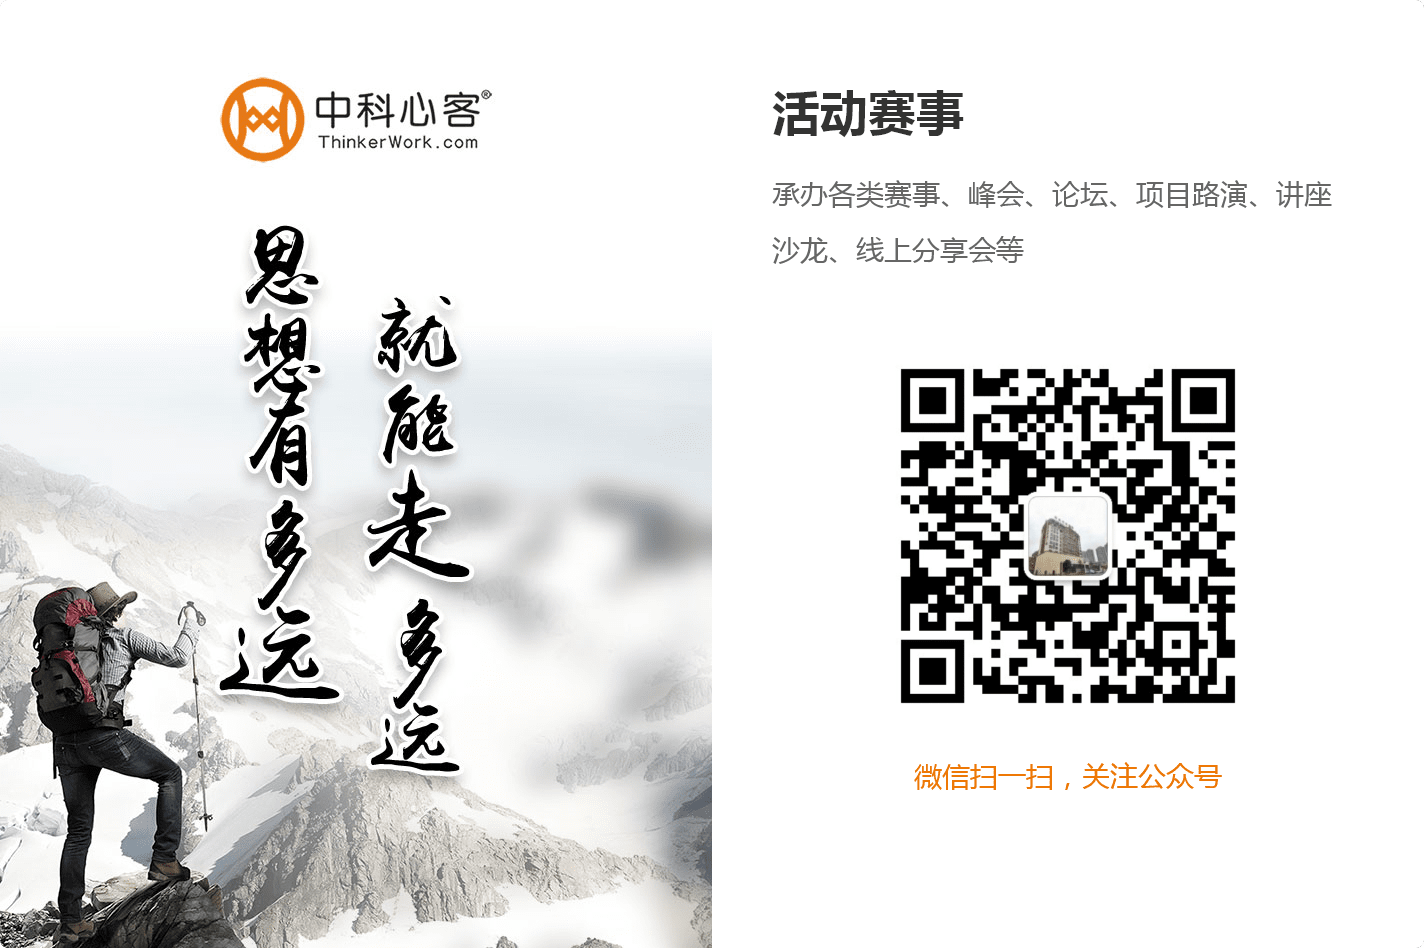 中科心客®
ThinkerWork.com
思想有多远
就能走多远
活动赛事
承办各类赛事、峰会、论坛、项目路演、讲座
沙龙、线上分享会等
微信扫一扫，关注公众号